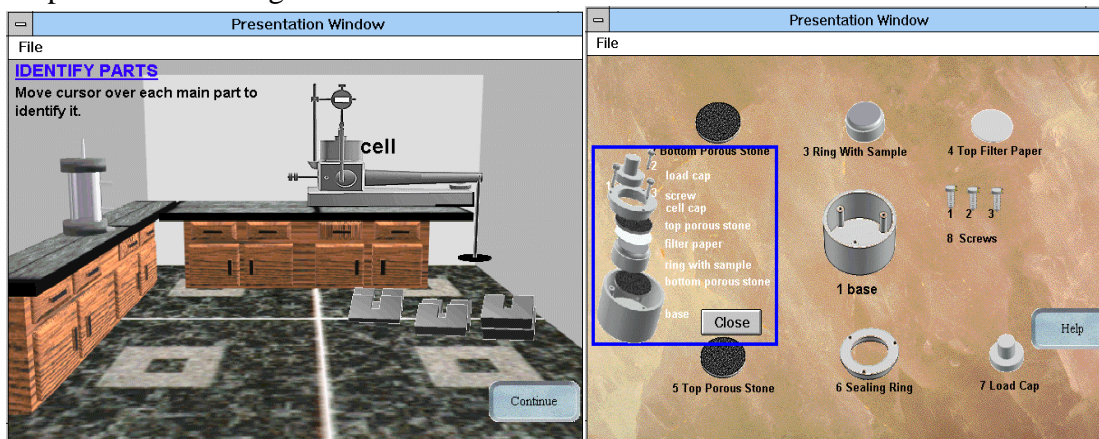 Presentation Window
File
IDENTIFY PARTS
Move cursor over each main part to
identify it.
cell
Continue
Presentation Window
File
Bottom Porous Stone
3 Ring With Sample
4 Top Filter Paper
2
load cap
3
screw
cell cap
top porous stone
filter paper
ring with sample
bottom porous stone
base
Close
1 2 3
8 Screws
1 base
Help
5 Top Porous Stone
6 Sealing Ring
7 Load Cap